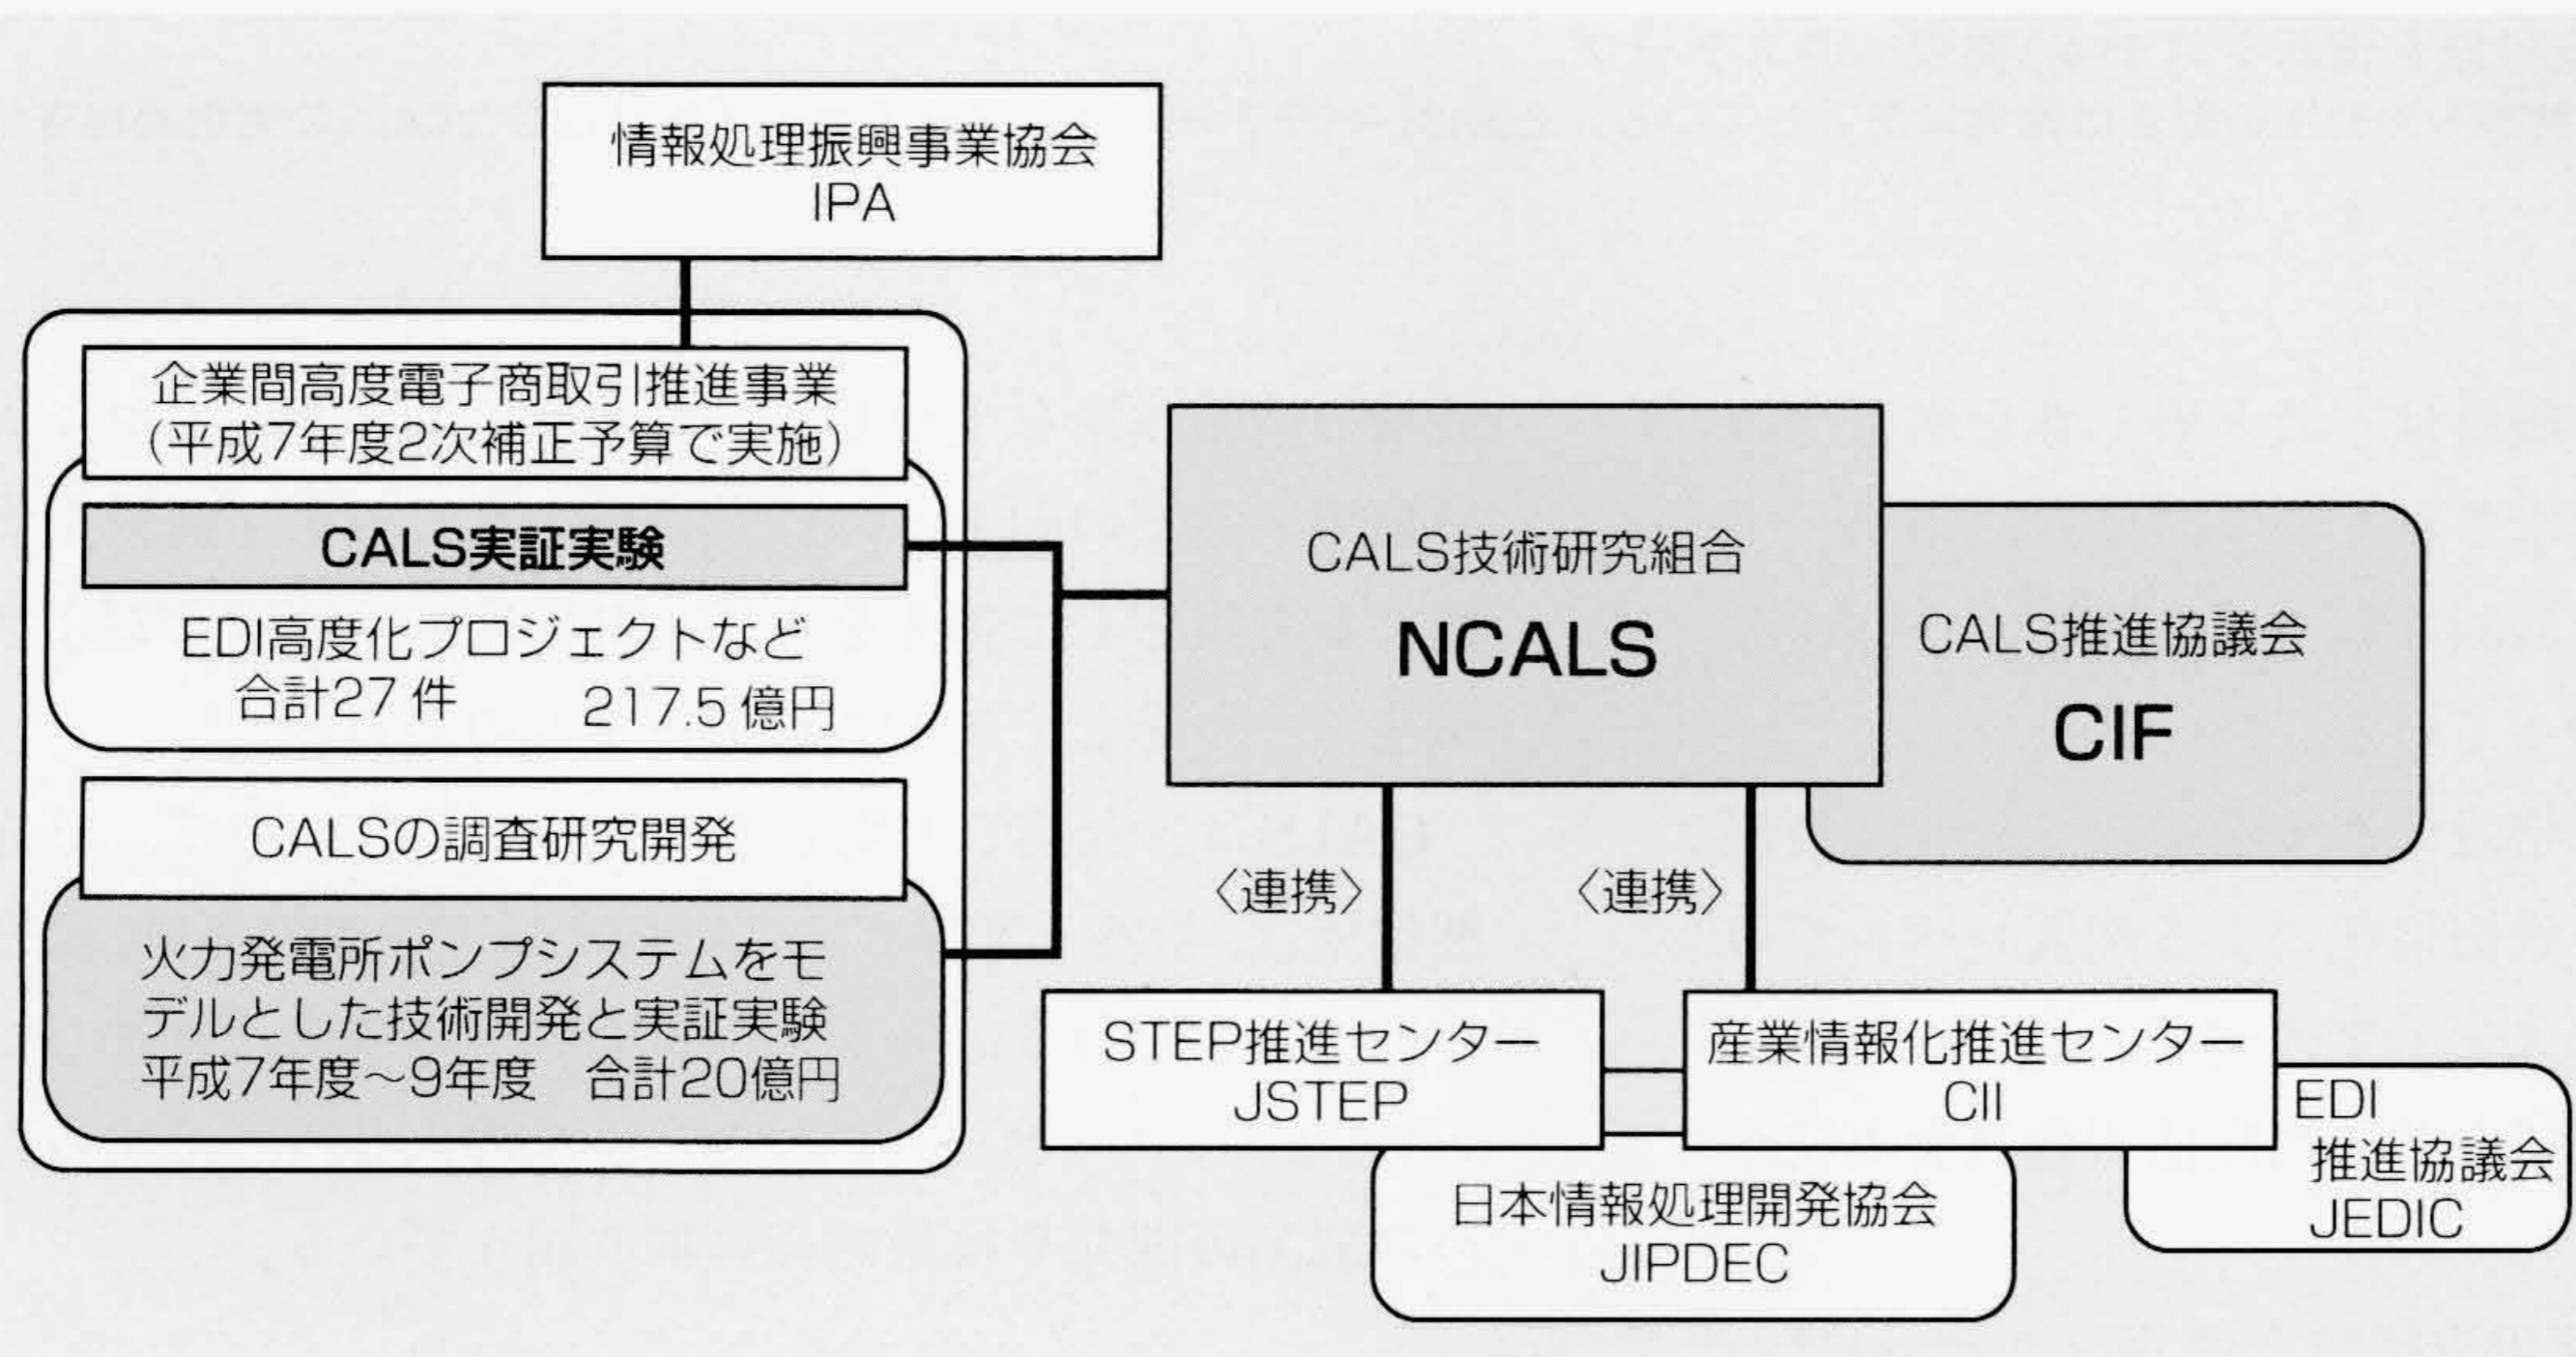 情報処理振興事業協会
IPA
企業間高度電子商取引推進事業
(平成7年度2次補正予算で実施)
CALS実証実験
EDI高度化プロジェクトなど
合計27件 217.5億円
CALSの調査研究開発
火力発電所ポンプシステムをモ
デルとした技術開発と実証実験
平成7年度〜9年度 合計20億円
CALS技術研究組合
NCALS
CALS推進協議会
CIF
〈連携〉
〈連携〉
STEP推進センター
JSTEP
産業情報化推進センター
CII
EDI
推進協議会
JEDIC
日本情報処理開発協会
JIPDEC